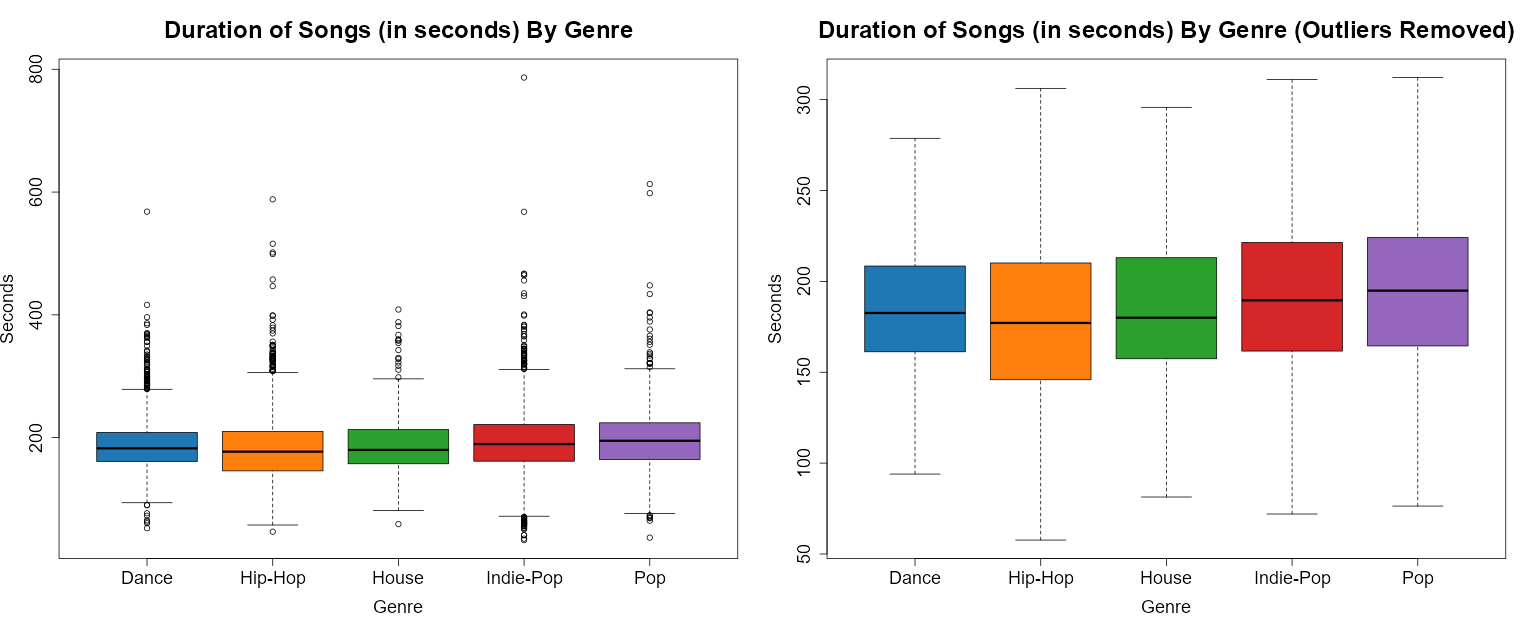 Duration of Songs (in seconds) By Genre
800
600
400
200
Seconds
Dance Hip-Hop House Indie-Pop Pop
Genre
Duration of Songs (in seconds) By Genre (Outliers Removed)
300
250
200
150
100
50
Seconds
Dance Hip-Hop House Indie-Pop Pop
Genre